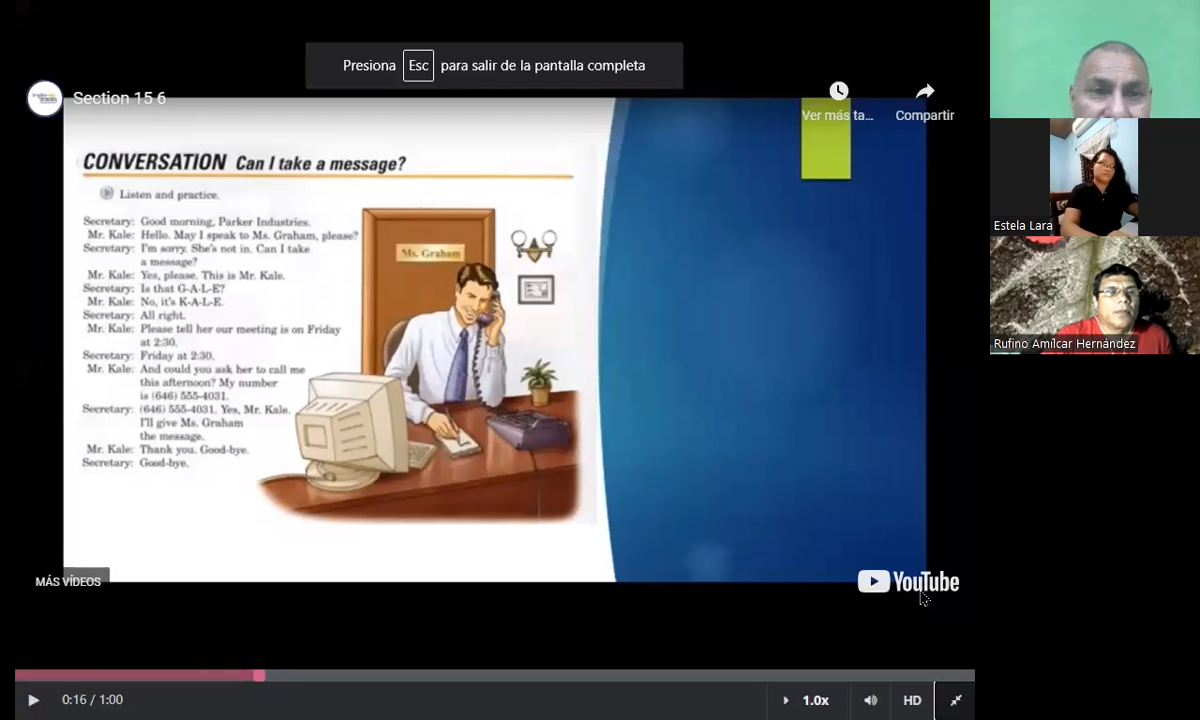 Presiona Esc para salir de la pantalla completa
Section 15 6
Ver más ta...
Compartir
CONVERSATION Can I take a message?
Listen and practice.
Secretary: Good morning, Parker Industries.
Mr. Kale: Hello. May I speak to Ms. Graham, please?
Secretary: I'm sorry. She's not in. Can I take
a message?
Mr. Kale: Yes, please. This is Mr. Kale.
Secretary: Is that G-A-L-E?
Mr. Kale: No, it's K-A-L-E.
Secretary: All right.
Mr. Kale: Please tell her our meeting is on Friday
at 2:30.
Secretary: Friday at 2:30.
Mr. Kale: And could you ask her to call me
this afternoon? My number
is (646) 555-4031.
Secretary: (646) 555-4031. Yes, Mr. Kale.
I'll give Ms. Graham
the message.
Mr. Kale: Thank you. Good-bye.
Secretary: Good-bye.
Ms. Graham
MÁS VÍDEOS
YouTube
0:16 / 1:00
1.0x
HD
Estela Lara
Rufino Amílcar Hernández